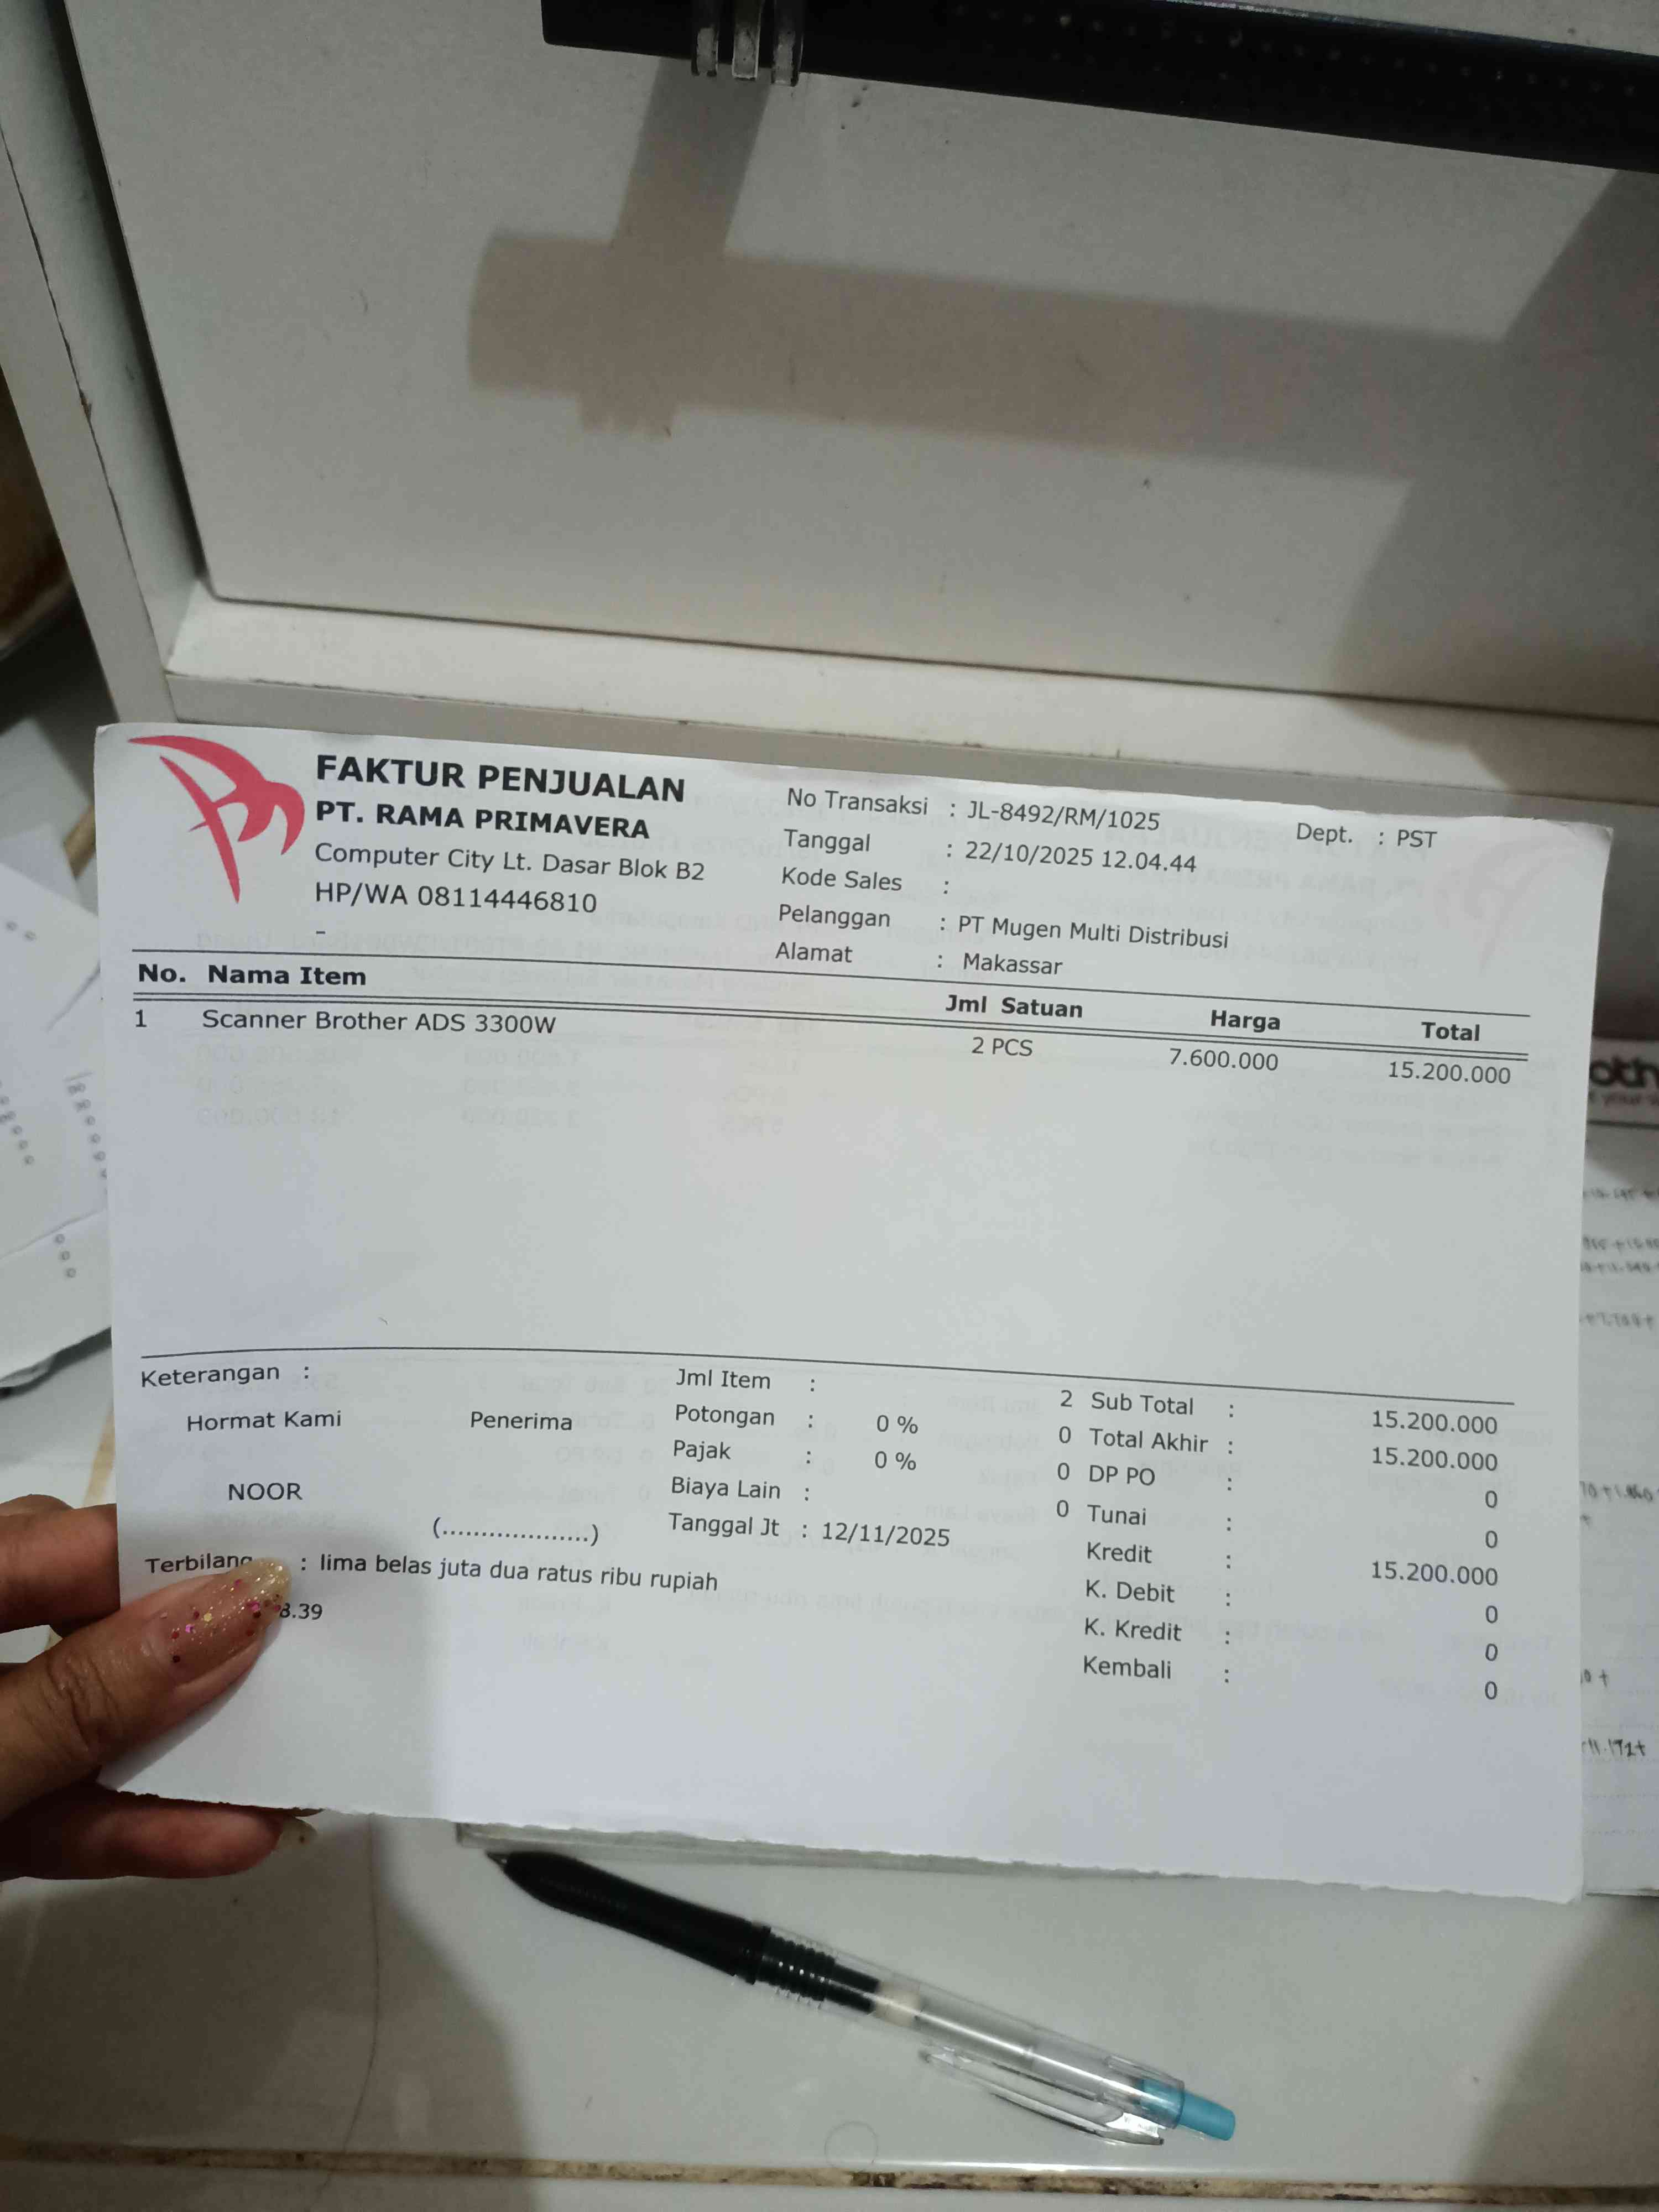 FAKTUR PENJUALAN
PT. RAMA PRIMAVERA
Computer City Lt. Dasar Blok B2
HP/WA 08114446810
-
No Transaksi : JL-8492/RM/1025 Dept. : PST
Tanggal : 22/10/2025 12.04.44
Kode Sales :
Pelanggan : PT Mugen Multi Distribusi
Alamat : Makassar
No. Nama Item Jml Satuan Harga Total
1 Scanner Brother ADS 3300W 2 PCS 7.600.000 15.200.000
Keterangan :
Hormat Kami Penerima
NOOR
(...................)
Jml Item : 2
Potongan : 0 % 0
Pajak : 0 % 0
Biaya Lain : 0
Tanggal Jt : 12/11/2025
Sub Total : 15.200.000
Total Akhir : 15.200.000
DP PO : 0
Tunai : 0
Kredit : 15.200.000
K. Debit : 0
K. Kredit : 0
Kembali : 0
Terbilang : lima belas juta dua ratus ribu rupiah
8.39
oth